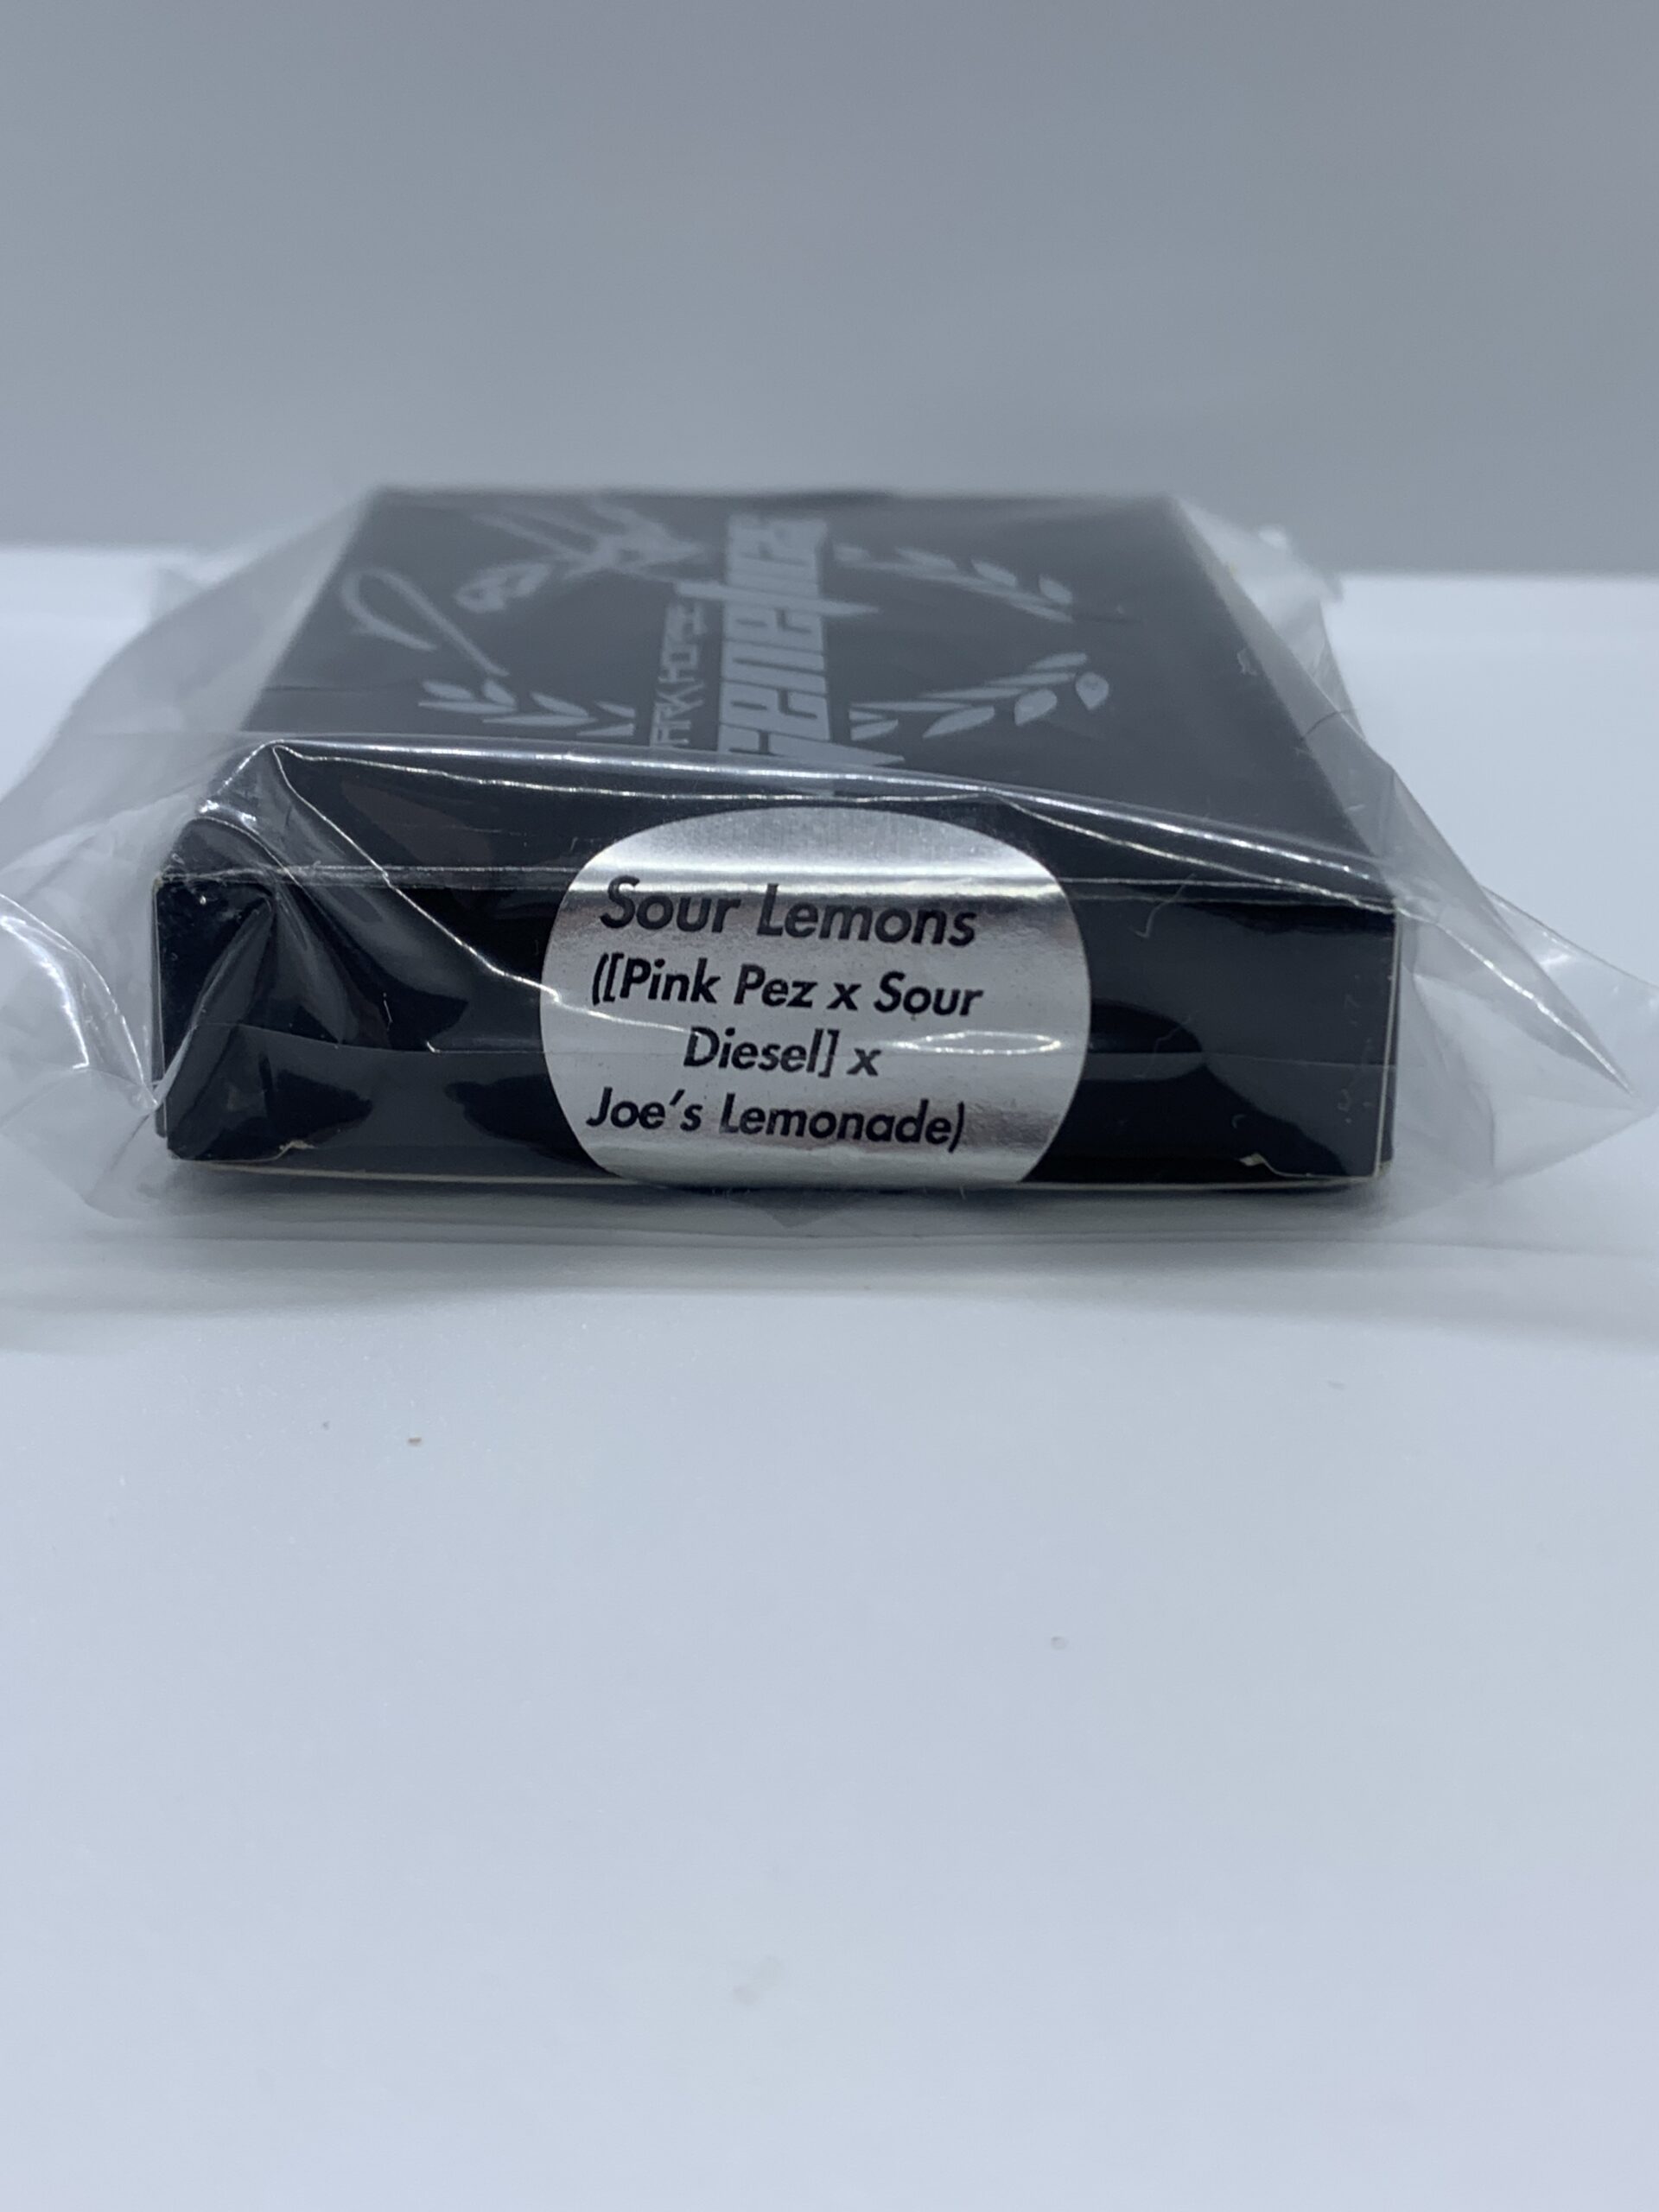 Sour Lemons
([Pink Pez x Sour
Diesel] x
Joe's Lemonade)